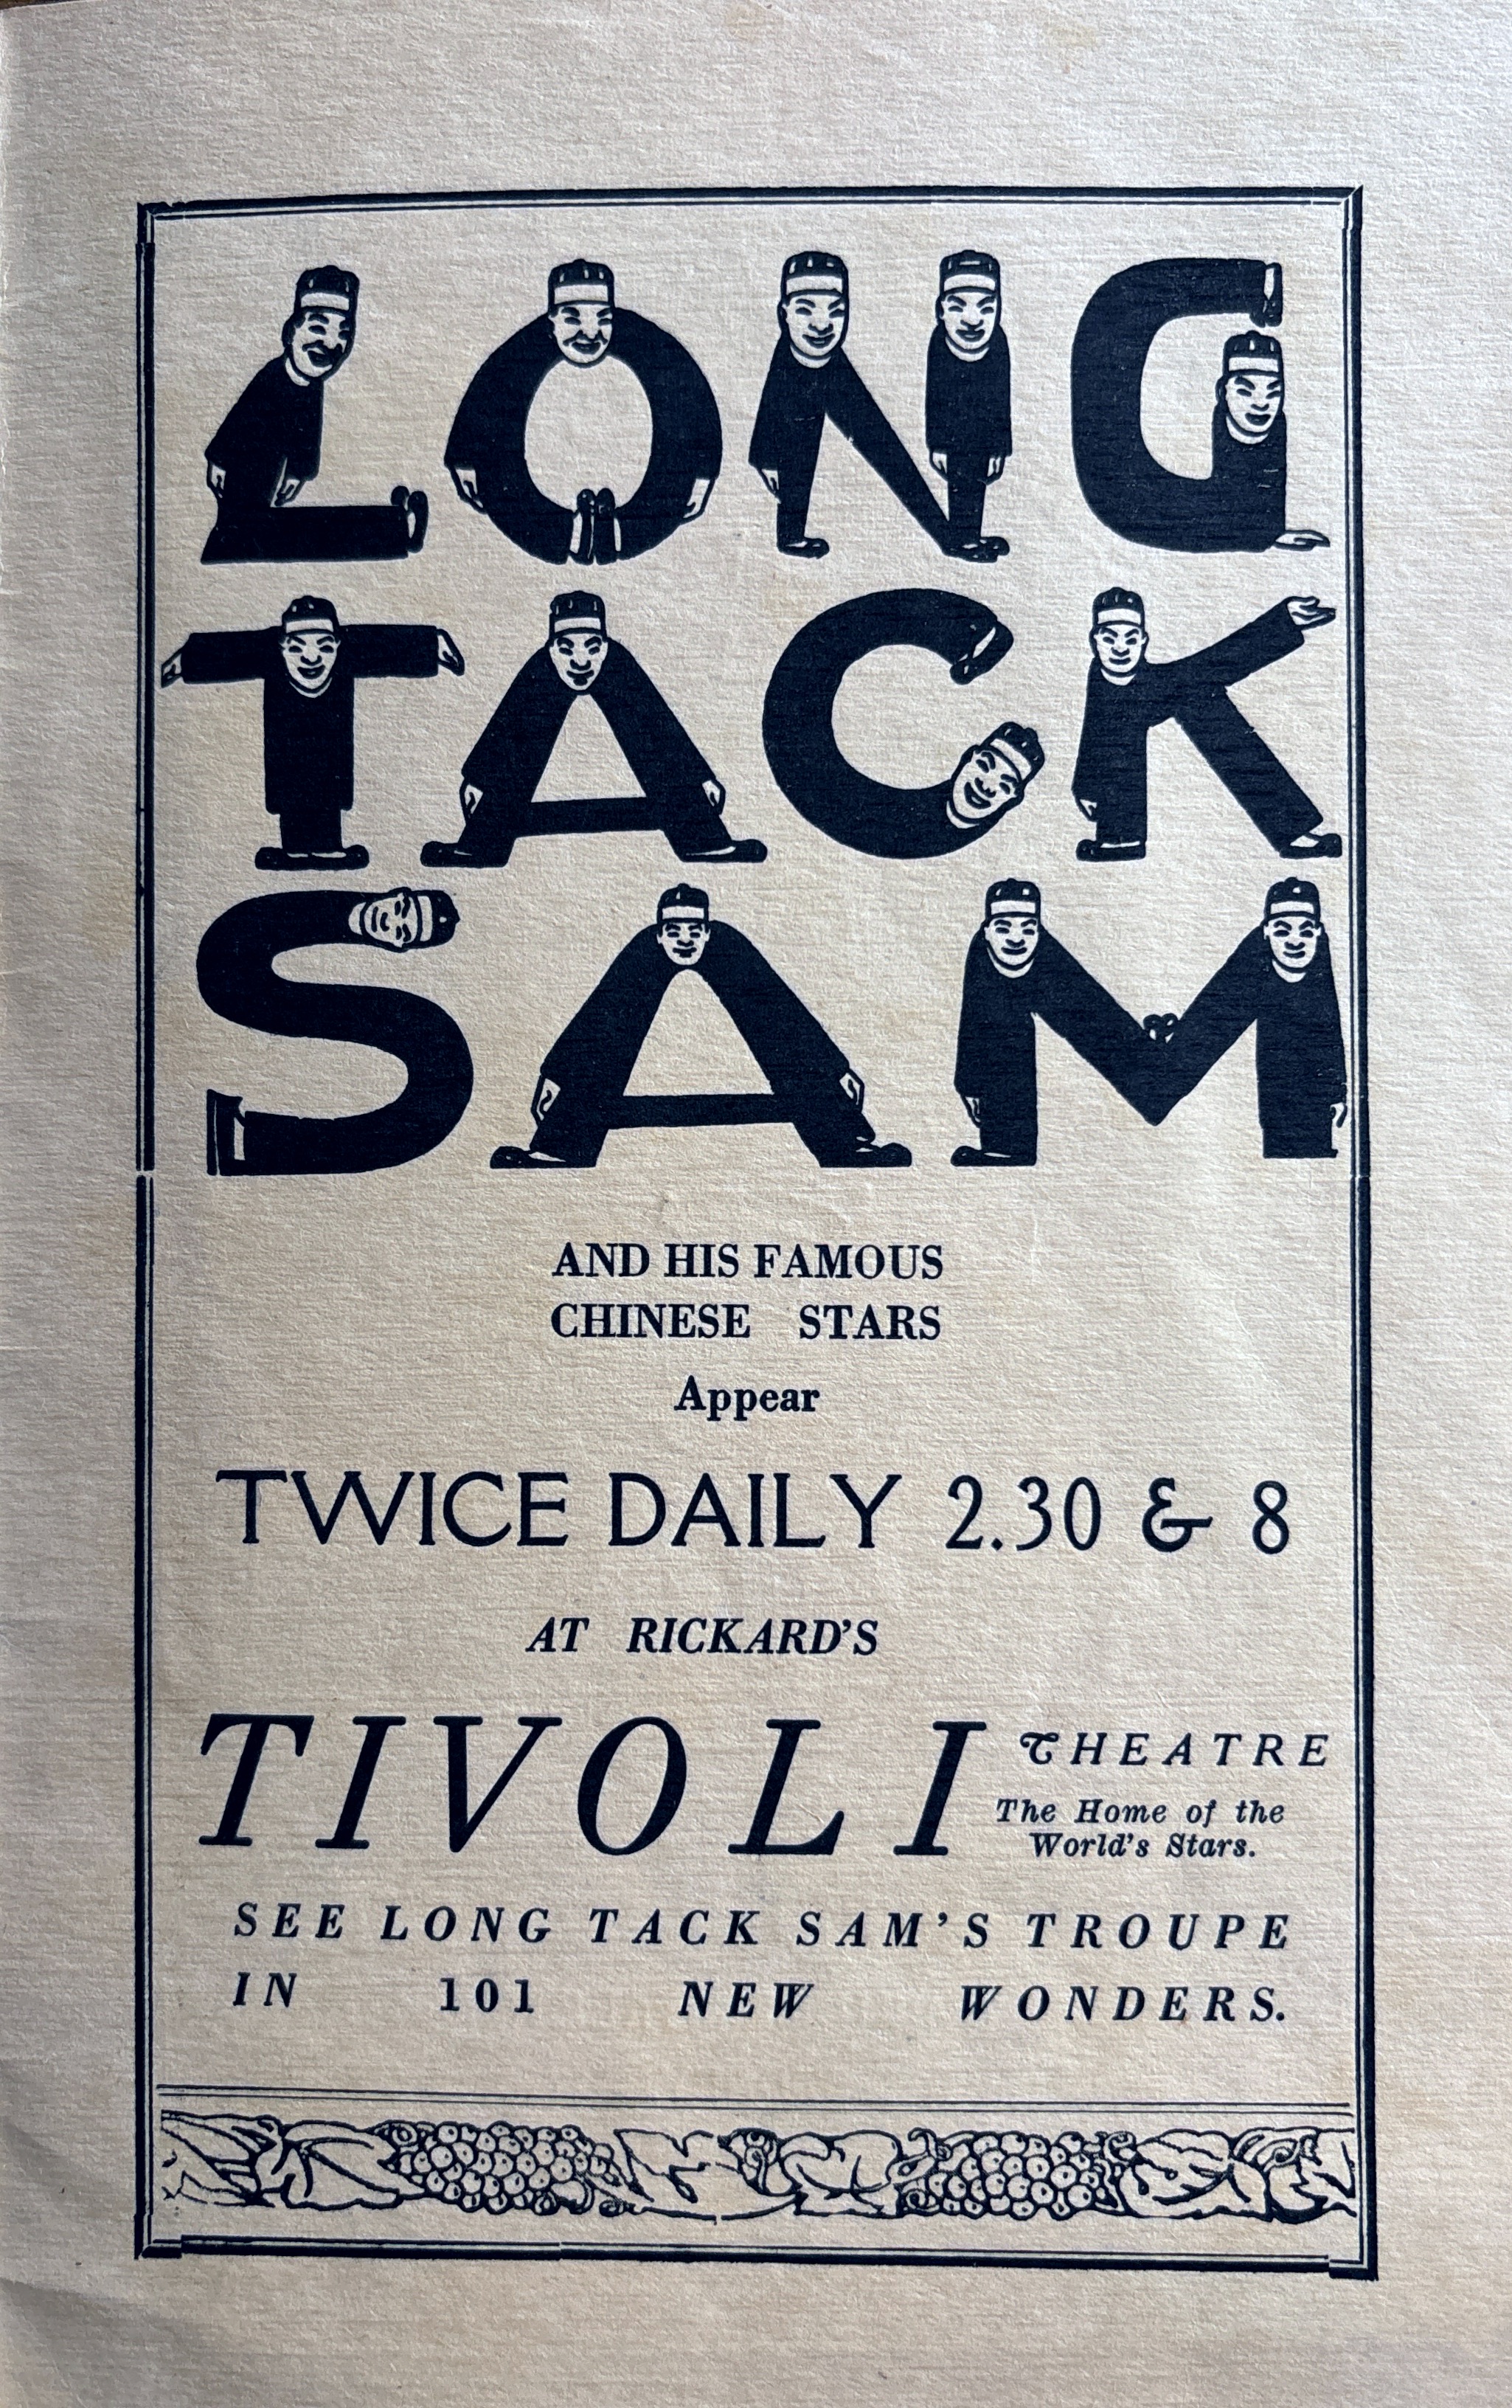 LONG
TACK
SAM
AND HIS FAMOUS
CHINESE STARS
Appear
TWICE DAILY 2.30 & 8
AT RICKARD'S
TIVOLI THEATRE
The Home of the
World's Stars.
SEE LONG TACK SAM'S TROUPE
IN 101 NEW WONDERS.